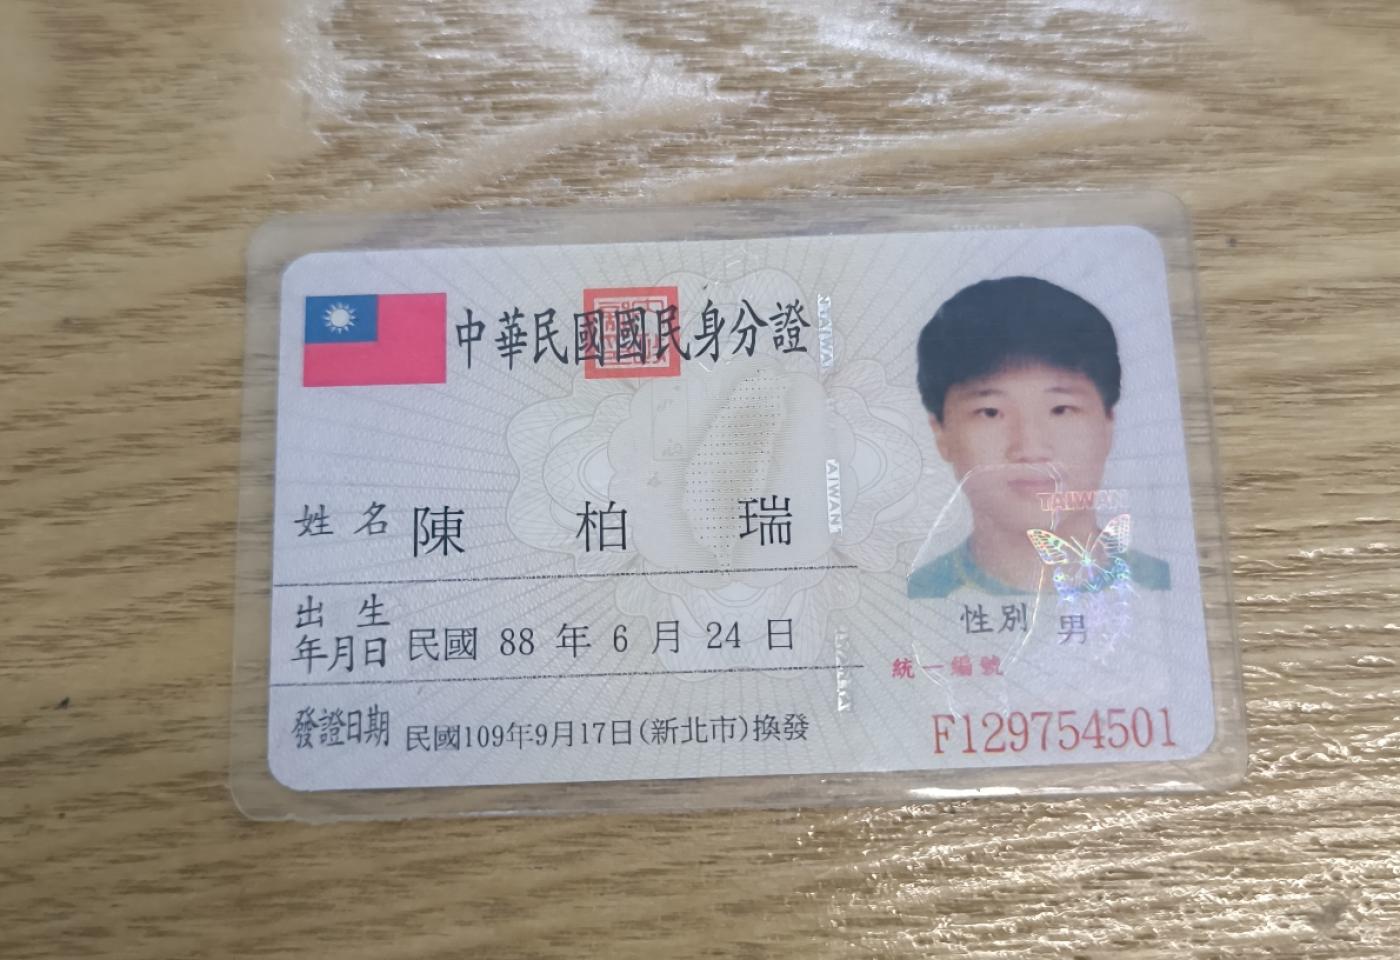 中華民國國民身分證
姓名 陳柏瑞
出生年月日 民國 88 年 6 月 24 日
發證日期 民國109年9月17日(新北市)換發
TAIWAN
TAIWAN
TAIWAN
性別 男
統一編號
F129754501